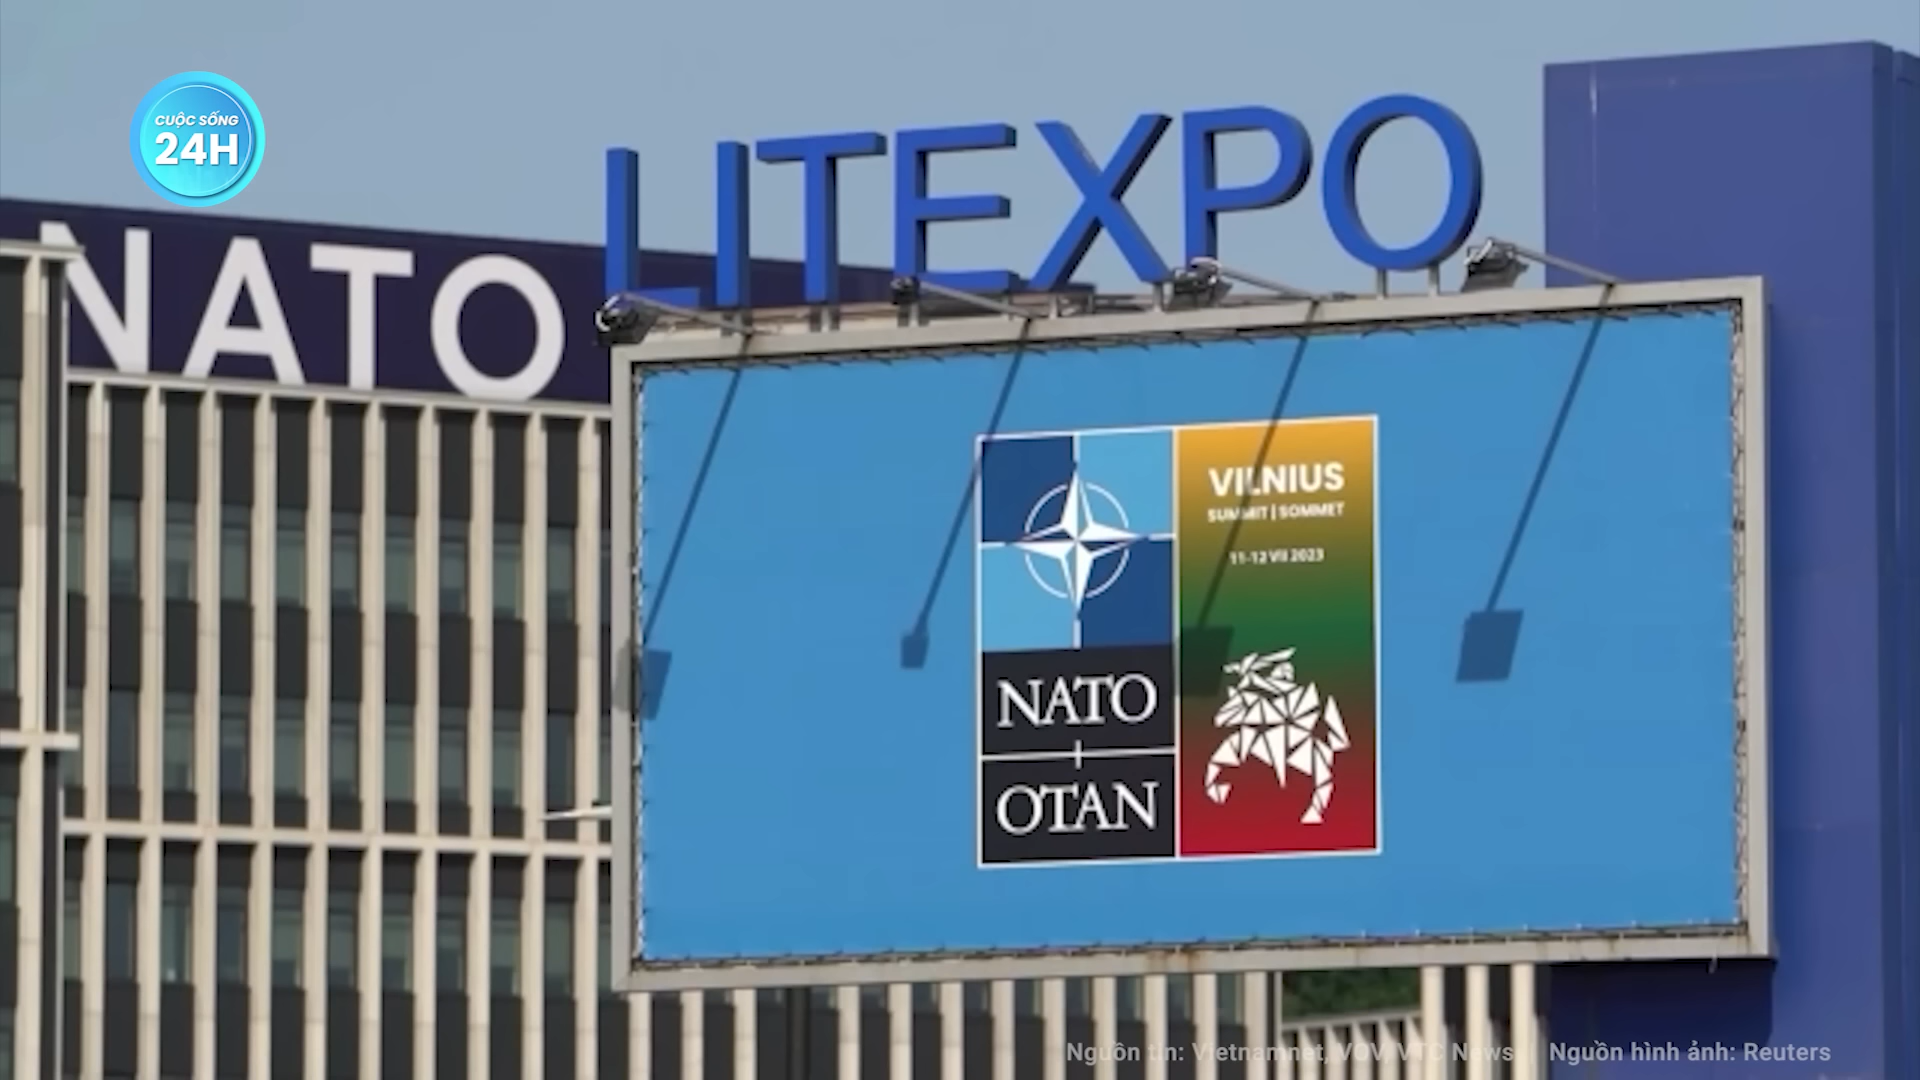 CUỘC SỐNG
24H
LITEXPO
NATO
VILNIUS
SUMMIT | SOMMET
11-12 VII 2023
NATO
OTAN
Nguồn tin: Vietnamnet, VOV, VTC News
Nguồn hình ảnh: Reuters